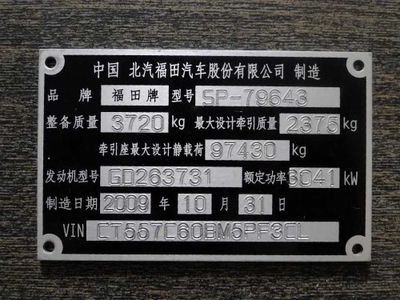 中国 北汽福田汽车股份有限公司 制造
品 牌 福田牌 型号 SP-79643
整备质量 3720 kg 最大设计牵引质量 2375 kg
牵引座最大设计静载荷 97430 kg
发动机型号 GD263731 额定功率 3041 kW
制造日期 2009 年 10 月 31 日
VIN CT557C60BM5PF3CL